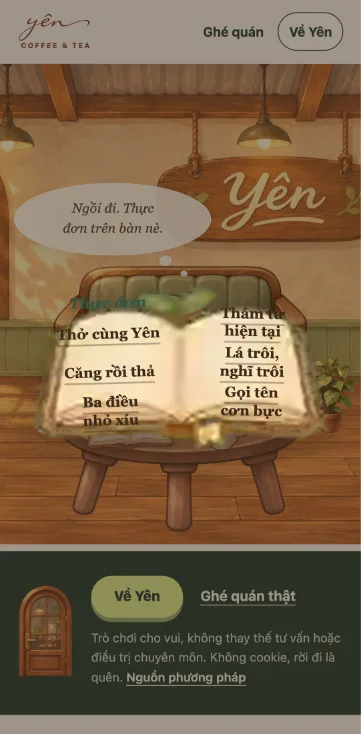 yên
COFFEE & TEA
Ghé quán
Về Yên
Yên
Ngồi đi. Thực
đơn trên bàn nè.
Thực đơn
Thở cùng Yên
Căng rồi thả
Ba điều
nhỏ xíu
Thám tử
hiện tại
Lá trôi,
nghĩ trôi
Gọi tên
cơn bực
Về Yên
Ghé quán thật
Trò chơi cho vui, không thay thế tư vấn hoặc
điều trị chuyên môn. Không cookie, rời đi là
quên. Nguồn phương pháp